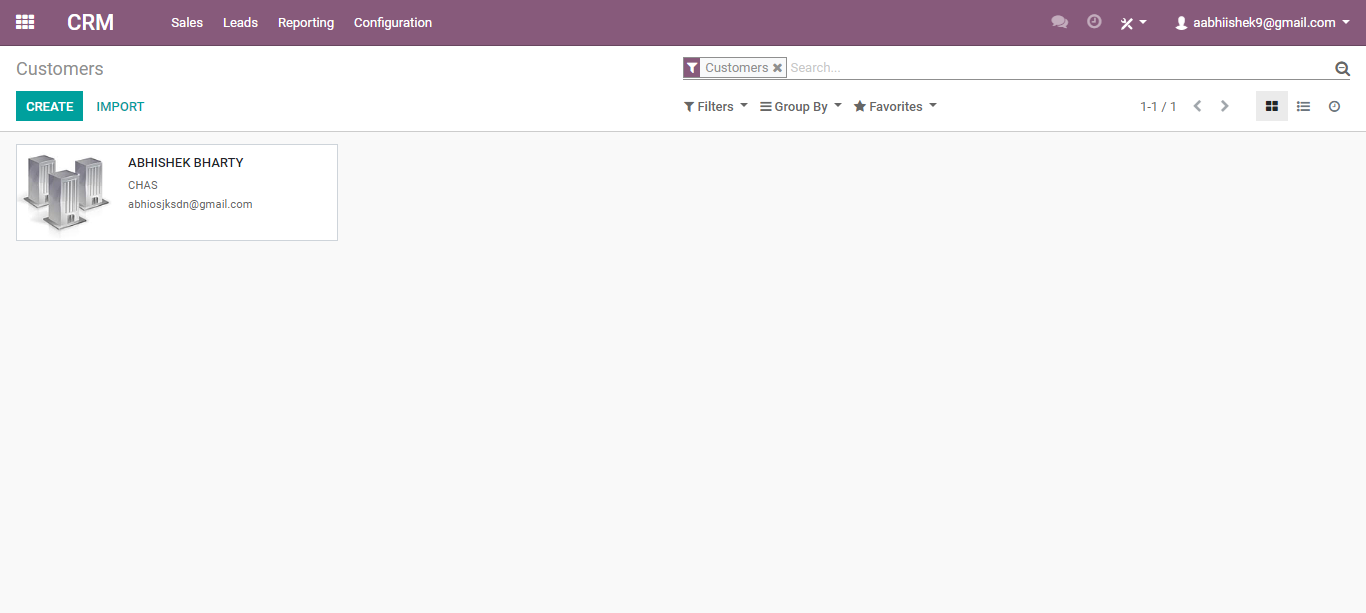 CRM Sales Leads Reporting Configuration aabhiishek9@gmail.com
Customers Customers Search...
CREATE IMPORT Filters Group By Favorites 1-1 / 1
ABHISHEK BHARTY
CHAS
abhiosjksdn@gmail.com